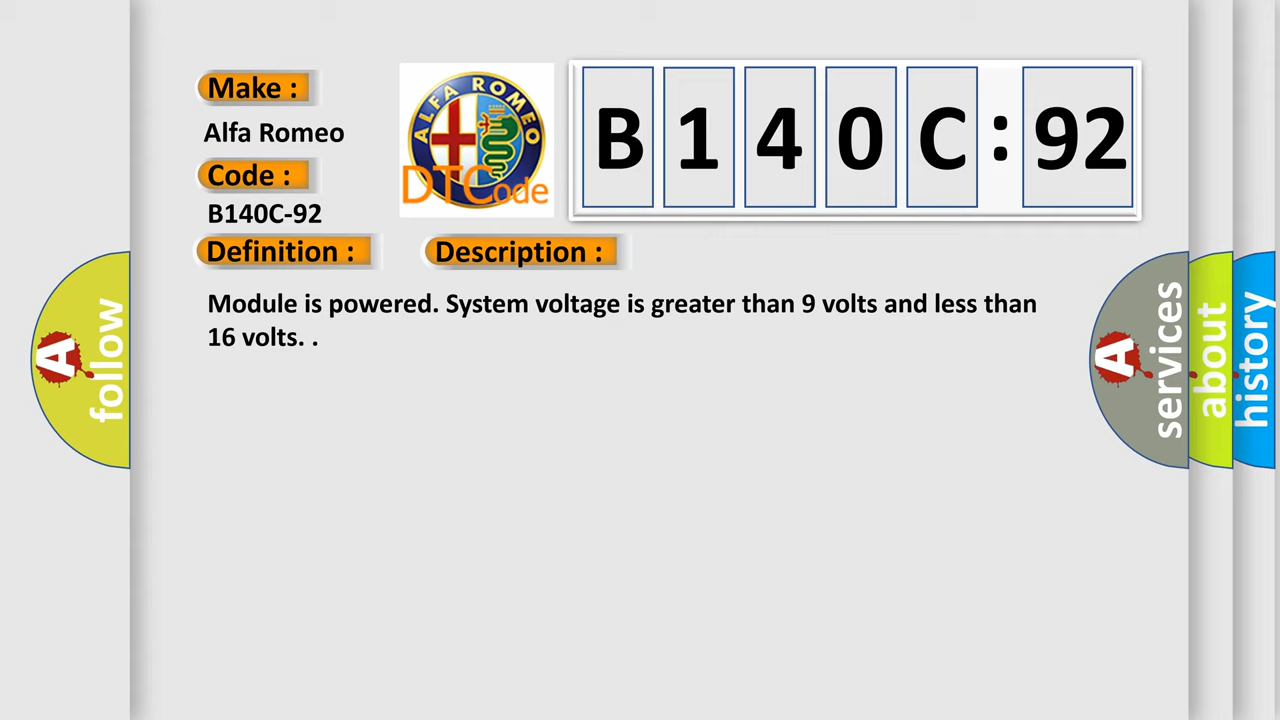 Make :
Alfa Romeo
Code :
B140C-92
ALFA ROMEO
DTCode
B 1 4 0 C : 92
Definition :
Description :
Module is powered. System voltage is greater than 9 volts and less than
16 volts. .
A follow
A services
about
history